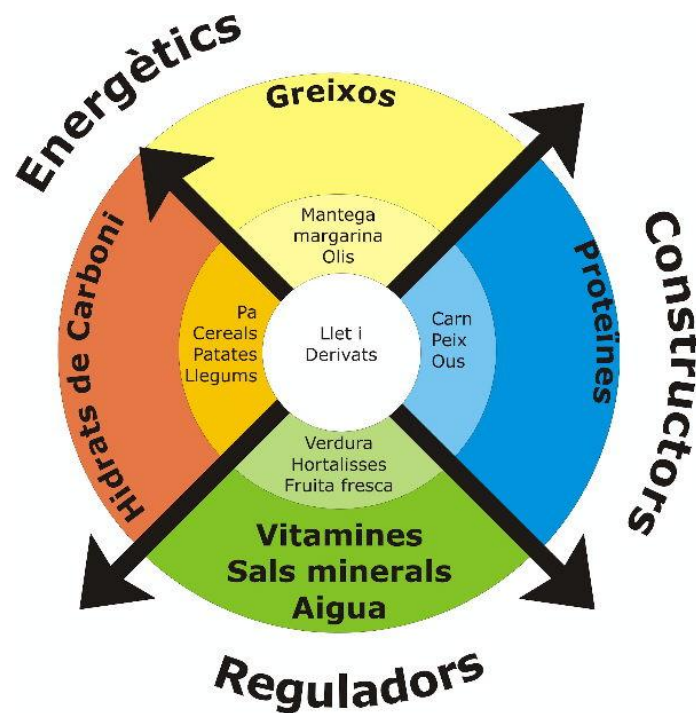 Energètics
Greixos
Mantega
margarina
Olis
Hidrats de Carboni
Pa
Cereals
Patates
Llegums
Llet i
Derivats
Carn
Peix
Ous
Proteïnes
Constructors
Verdura
Hortalisses
Fruita fresca
Vitamines
Sals minerals
Aigua
Reguladors